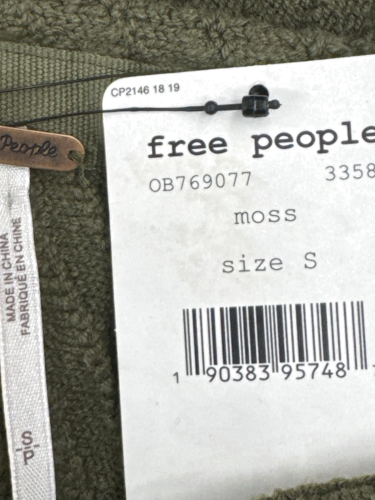 CP2146 18 19
free people
OB769077 3358
moss
size S
1 90383 95748
People
MADE IN CHINA
FABRIQUÉ EN CHINE
S\P